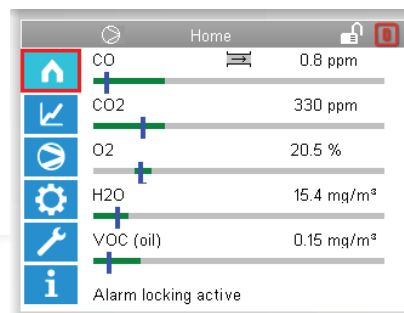 Home
CO 0.8 ppm
CO2 330 ppm
O2 20.5 %
H2O 15.4 mg/m³
VOC (oil) 0.15 mg/m³
Alarm locking active